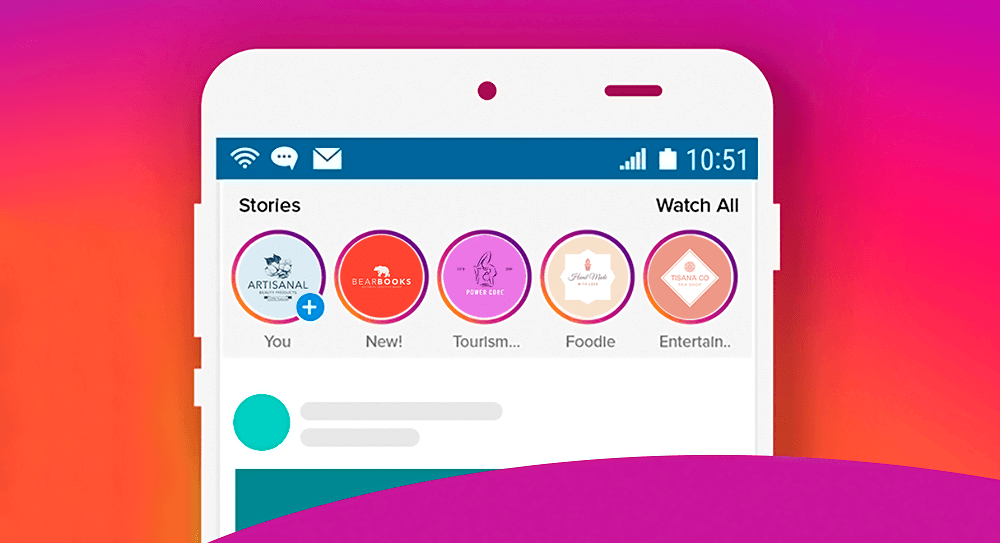 10:51
Stories
Watch All
ARTISANAL
BEAUTY PRODUCTS
BEARBOOKS
POWER CORE
Hand Made
WITH LOVE
TISANA CO
TEA SHOP
You
New!
Tourism...
Foodie
Entertain..